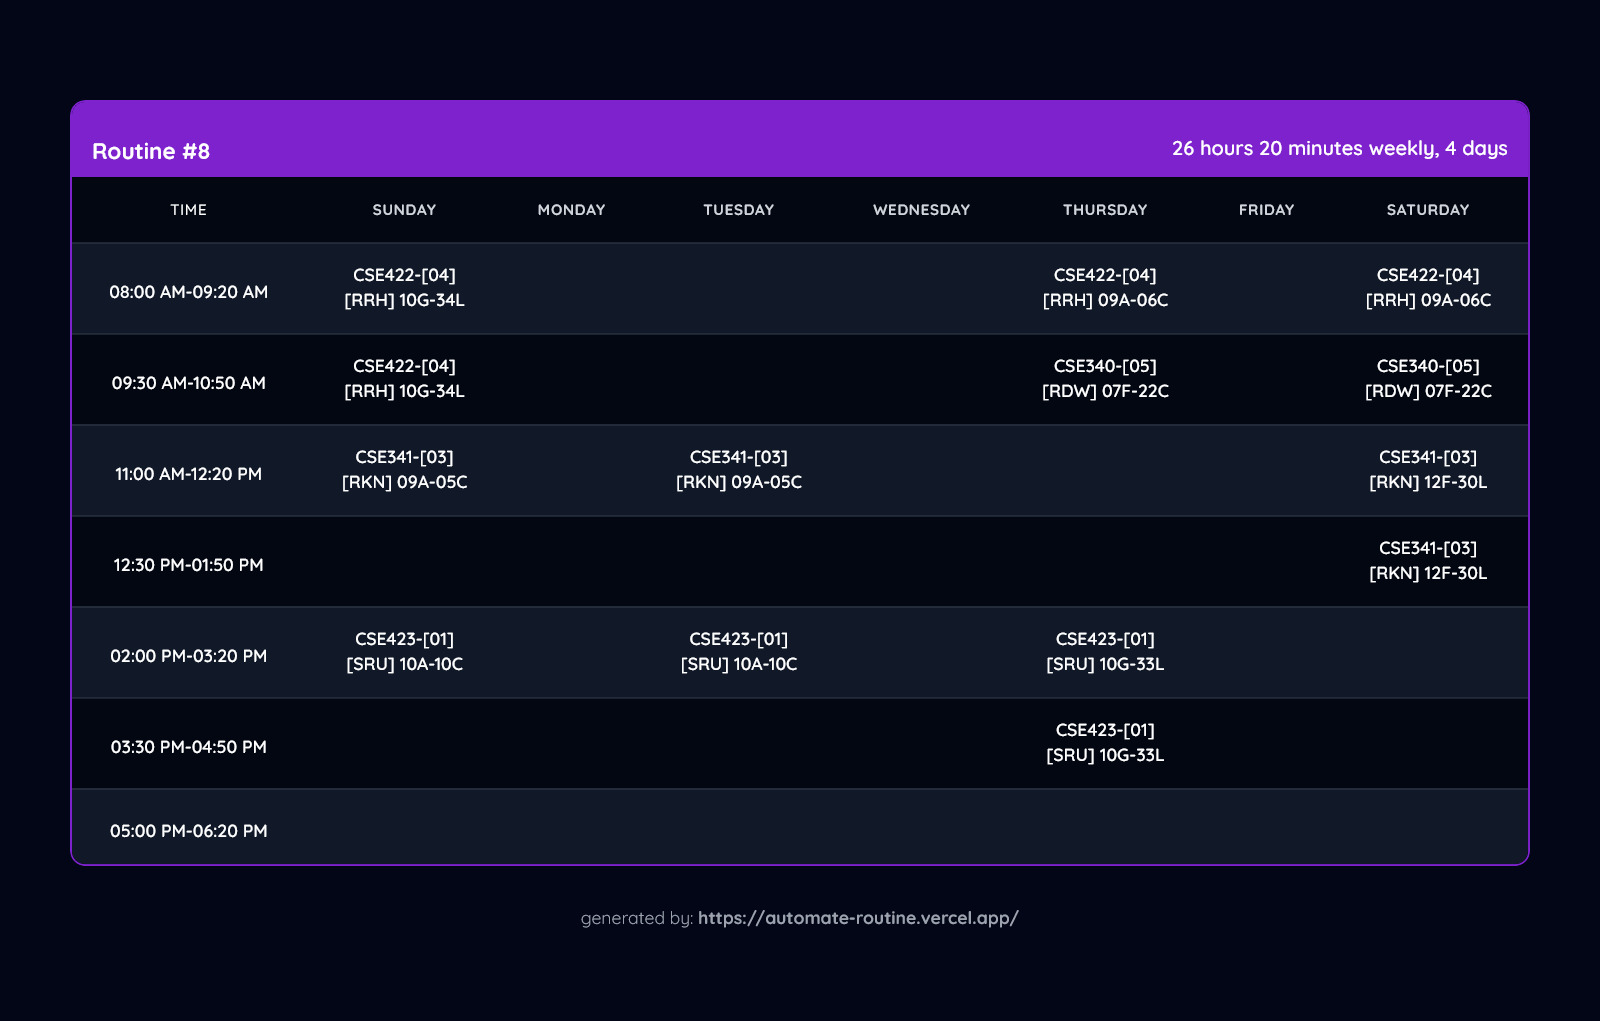 Routine #8
26 hours 20 minutes weekly, 4 days
TIME SUNDAY MONDAY TUESDAY WEDNESDAY THURSDAY FRIDAY SATURDAY
08:00 AM-09:20 AM
CSE422-[04]
[RRH] 10G-34L
CSE422-[04]
[RRH] 09A-06C
CSE422-[04]
[RRH] 09A-06C
09:30 AM-10:50 AM
CSE422-[04]
[RRH] 10G-34L
CSE340-[05]
[RDW] 07F-22C
CSE340-[05]
[RDW] 07F-22C
11:00 AM-12:20 PM
CSE341-[03]
[RKN] 09A-05C
CSE341-[03]
[RKN] 09A-05C
CSE341-[03]
[RKN] 12F-30L
12:30 PM-01:50 PM
CSE341-[03]
[RKN] 12F-30L
02:00 PM-03:20 PM
CSE423-[01]
[SRU] 10A-10C
CSE423-[01]
[SRU] 10A-10C
CSE423-[01]
[SRU] 10G-33L
03:30 PM-04:50 PM
CSE423-[01]
[SRU] 10G-33L
05:00 PM-06:20 PM
generated by: https://automate-routine.vercel.app/